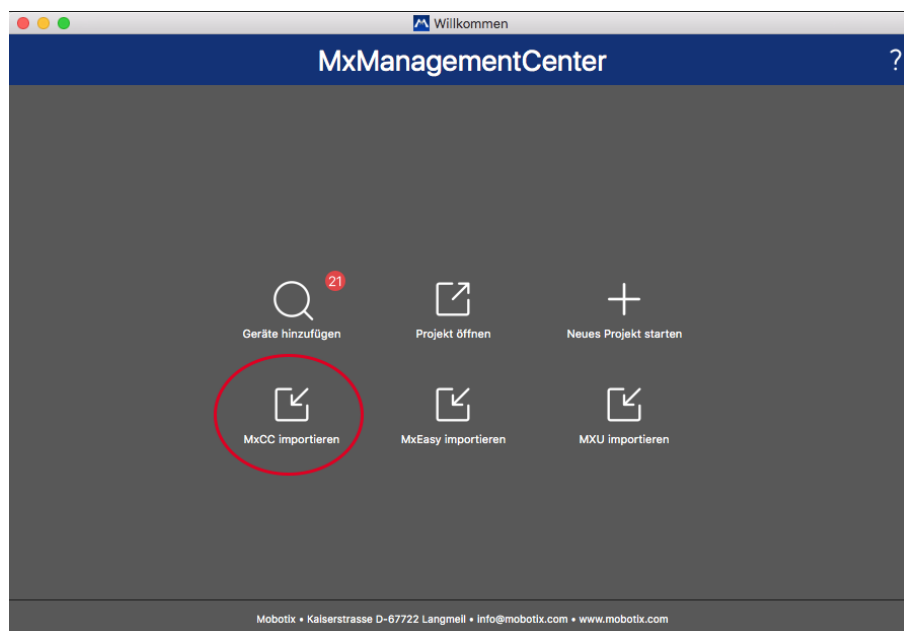 Willkommen
MxManagementCenter
?
21
Geräte hinzufügen
Projekt öffnen
Neues Projekt starten
MxCC importieren
MxEasy importieren
MXU importieren
Mobotix • Kaiserstrasse D-67722 Langmeil • info@mobotix.com • www.mobotix.com